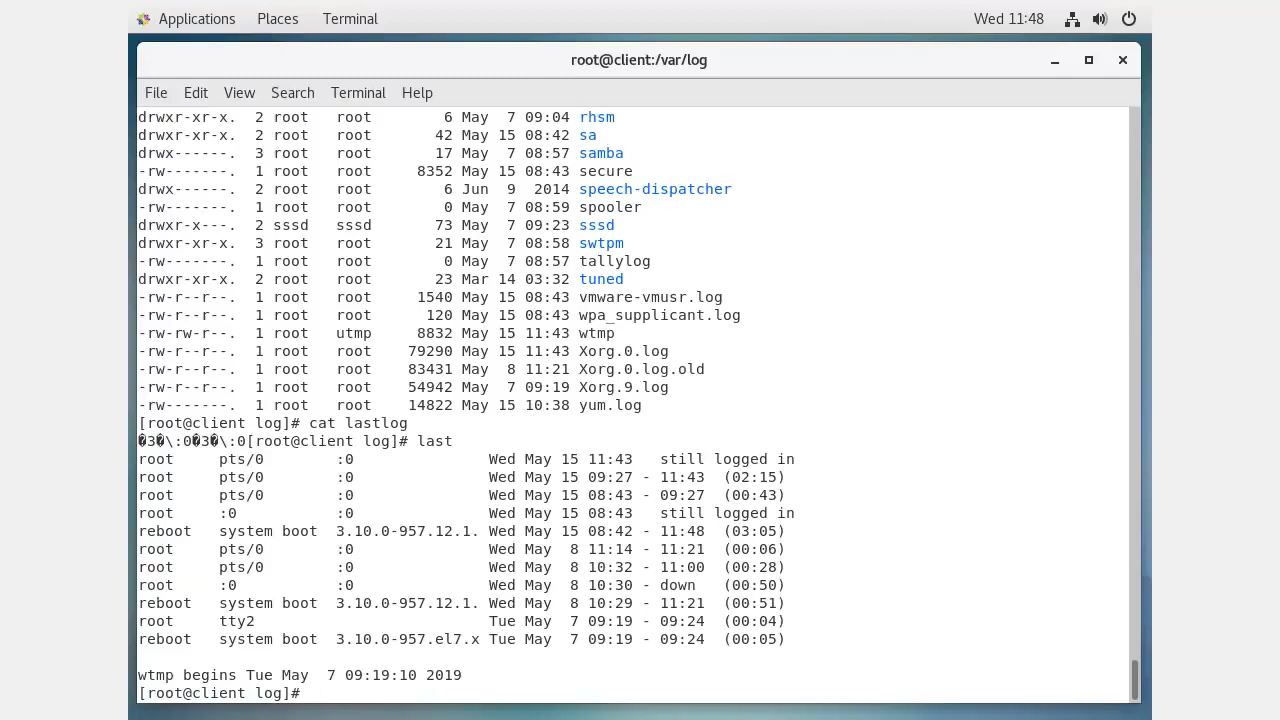 Applications Places Terminal Wed 11:48
root@client:/var/log
File Edit View Search Terminal Help
drwxr-xr-x.  2 root   root        6 May  7 09:04 rhsm
drwxr-xr-x.  2 root   root       42 May 15 08:42 sa
drwx------.  3 root   root       17 May  7 08:57 samba
-rw-------.  1 root   root     8352 May 15 08:43 secure
drwx------.  2 root   root        6 Jun  9  2014 speech-dispatcher
-rw-------.  1 root   root        0 May  7 08:59 spooler
drwxr-x---.  2 sssd   sssd       73 May  7 09:23 sssd
drwxr-xr-x.  3 root   root       21 May  7 08:58 swtpm
-rw-------.  1 root   root        0 May  7 08:57 tallylog
drwxr-xr-x.  2 root   root       23 Mar 14 03:32 tuned
-rw-r--r--.  1 root   root     1540 May 15 08:43 vmware-vmusr.log
-rw-r--r--.  1 root   root      120 May 15 08:43 wpa_supplicant.log
-rw-rw-r--.  1 root   utmp     8832 May 15 11:43 wtmp
-rw-r--r--.  1 root   root    79290 May 15 11:43 Xorg.0.log
-rw-r--r--.  1 root   root    83431 May  8 11:21 Xorg.0.log.old
-rw-r--r--.  1 root   root    54942 May  7 09:19 Xorg.9.log
-rw-------.  1 root   root    14822 May 15 10:38 yum.log
[root@client log]# cat lastlog
�3�\:0�3�\:0[root@client log]# last
root     pts/0        :0               Wed May 15 11:43   still logged in
root     pts/0        :0               Wed May 15 09:27 - 11:43  (02:15)
root     pts/0        :0               Wed May 15 08:43 - 09:27  (00:43)
root     :0           :0               Wed May 15 08:43   still logged in
reboot   system boot  3.10.0-957.12.1. Wed May 15 08:42 - 11:48  (03:05)
root     pts/0        :0               Wed May  8 11:14 - 11:21  (00:06)
root     pts/0        :0               Wed May  8 10:32 - 11:00  (00:28)
root     :0           :0               Wed May  8 10:30 - down   (00:50)
reboot   system boot  3.10.0-957.12.1. Wed May  8 10:29 - 11:21  (00:51)
root     tty2                          Tue May  7 09:19 - 09:24  (00:04)
reboot   system boot  3.10.0-957.el7.x Tue May  7 09:19 - 09:24  (00:05)
wtmp begins Tue May  7 09:19:10 2019
[root@client log]#